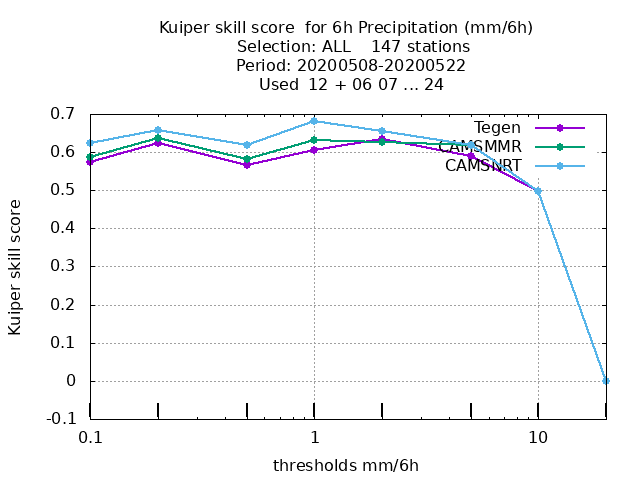 Kuiper skill score  for 6h Precipitation (mm/6h)
Selection: ALL    147 stations
Period: 20200508-20200522
Used  12 + 06 07 ... 24
Tegen
CAMSMMR
CAMSNRT
0.7
0.6
0.5
0.4
0.3
0.2
0.1
0
-0.1
Kuiper skill score
0.1
1
10
thresholds mm/6h